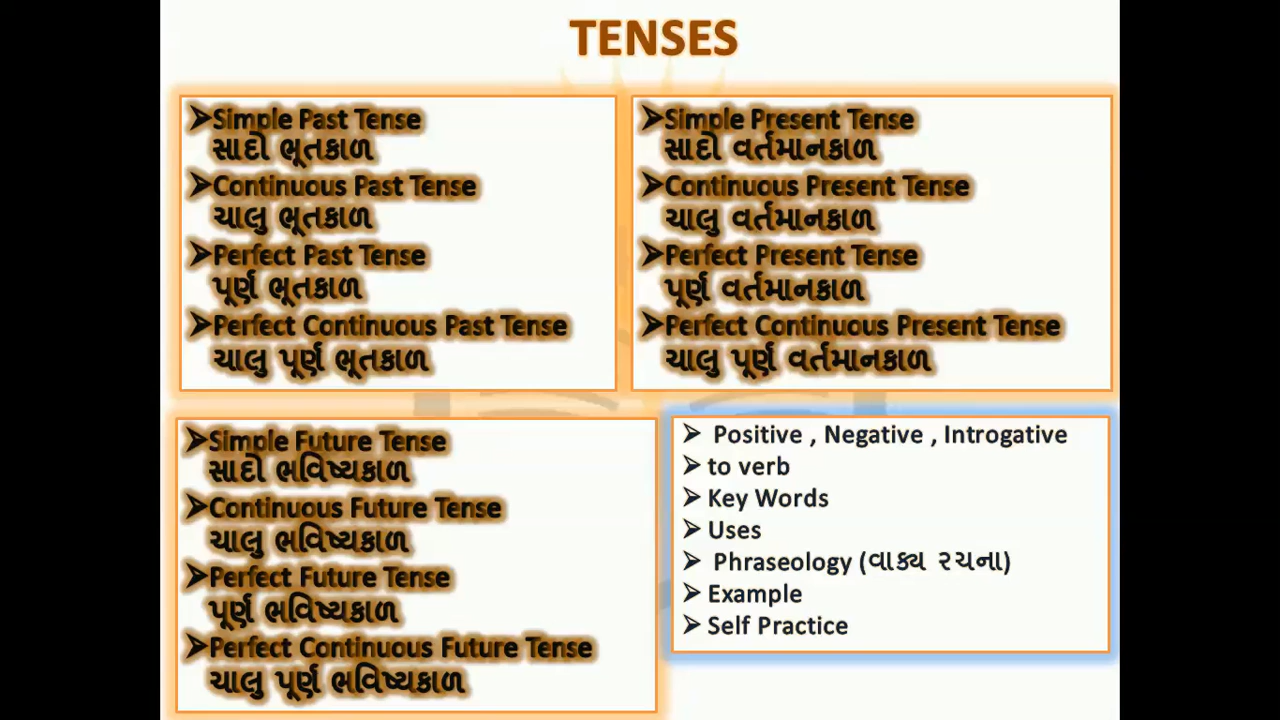 TENSES
➢Simple Past Tense
સાદો ભૂતકાળ
➢Continuous Past Tense
ચાલુ ભૂતકાળ
➢Perfect Past Tense
પૂર્ણ ભૂતકાળ
➢Perfect Continuous Past Tense
ચાલુ પૂર્ણ ભૂતકાળ
➢Simple Present Tense
સાદો વર્તમાનકાળ
➢Continuous Present Tense
ચાલુ વર્તમાનકાળ
➢Perfect Present Tense
પૂર્ણ વર્તમાનકાળ
➢Perfect Continuous Present Tense
ચાલુ પૂર્ણ વર્તમાનકાળ
➢Simple Future Tense
સાદો ભવિષ્યકાળ
➢Continuous Future Tense
ચાલુ ભવિષ્યકાળ
➢Perfect Future Tense
પૂર્ણ ભવિષ્યકાળ
➢Perfect Continuous Future Tense
ચાલુ પૂર્ણ ભવિષ્યકાળ
➢ Positive , Negative , Introgative
➢ to verb
➢ Key Words
➢ Uses
➢ Phraseology (વાક્ય રચના)
➢ Example
➢ Self Practice